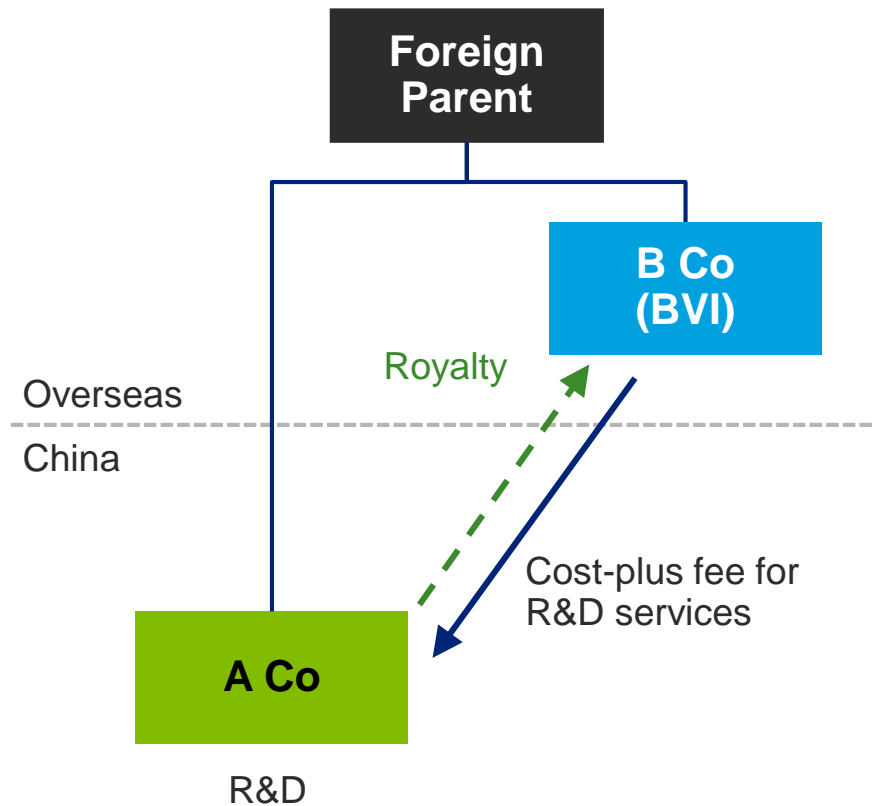 Foreign
Parent
B Co
(BVI)
Royalty
Overseas
China
Cost-plus fee for
R&D services
A Co
R&D